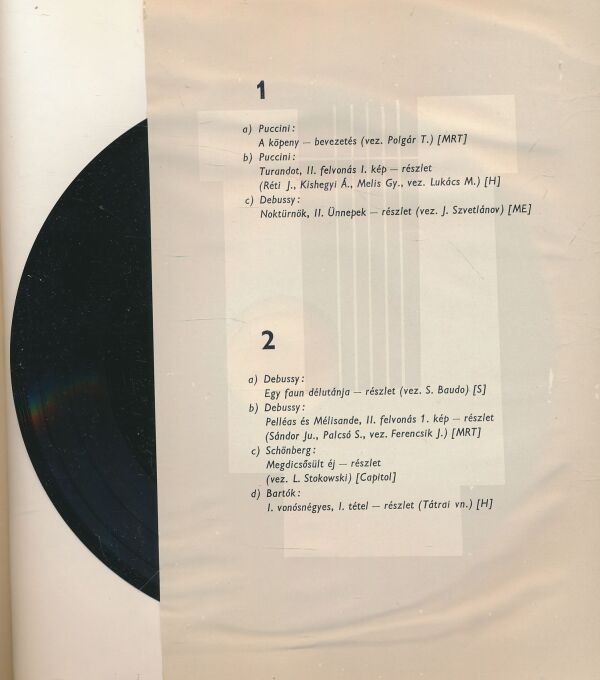 1
a) Puccini:
A köpeny — bevezetés (vez. Polgár T.) [MRT]
b) Puccini:
Turandot, II. felvonás I. kép — részlet
(Réti J., Kishegyi Á., Melis Gy., vez. Lukács M.) [H]
c) Debussy:
Noktürnök, II. Ünnepek — részlet (vez. J. Szvetlánov) [ME]
2
a) Debussy:
Egy faun délutánja — részlet (vez. S. Baudo) [S]
b) Debussy:
Pelléas és Mélisande, II. felvonás 1. kép — részlet
(Sándor Ju., Palcsó S., vez. Ferencsik J.) [MRT]
c) Schönberg:
Megdicsősült éj — részlet
(vez. L. Stokowski) [Capitol]
d) Bartók:
I. vonósnégyes, I. tétel — részlet (Tátrai vn.) [H]